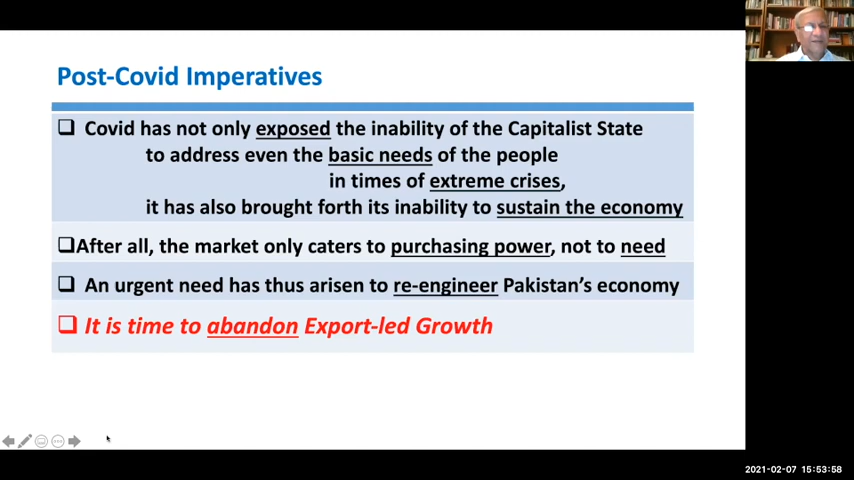 Post-Covid Imperatives
❑ Covid has not only exposed the inability of the Capitalist State
to address even the basic needs of the people
in times of extreme crises,
it has also brought forth its inability to sustain the economy
❑After all, the market only caters to purchasing power, not to need
❑ An urgent need has thus arisen to re-engineer Pakistan’s economy
❑ It is time to abandon Export-led Growth
2021-02-07 15:53:58